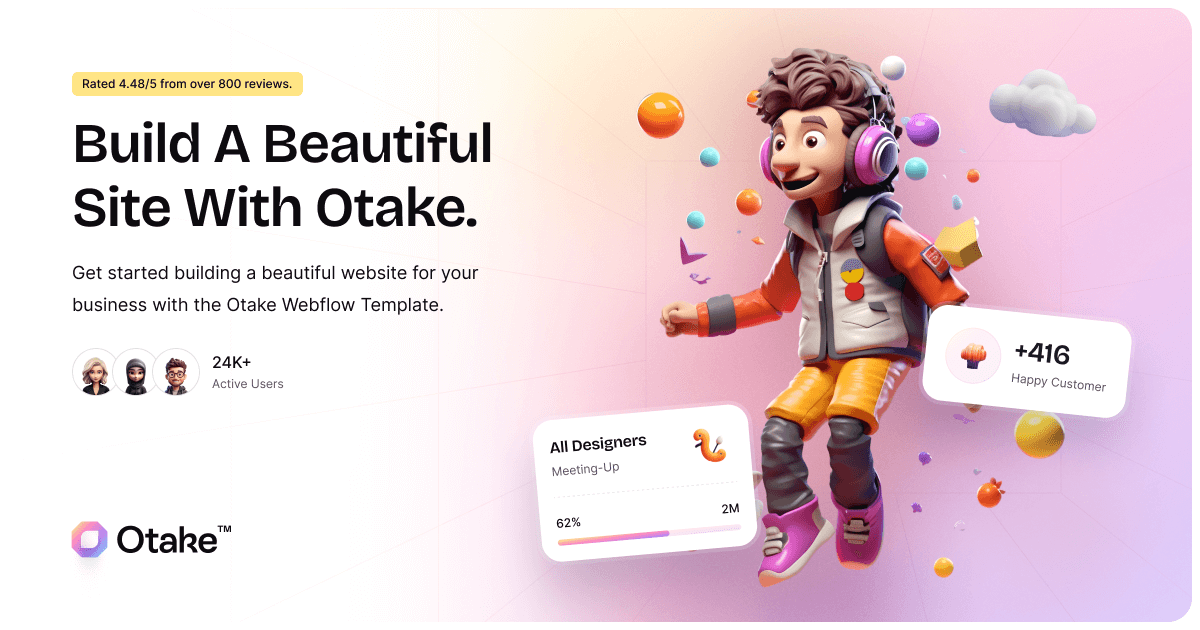 Rated 4.48/5 from over 800 reviews.
Build A Beautiful
Site With Otake.
Get started building a beautiful website for your
business with the Otake Webflow Template.
24K+
Active Users
+416
Happy Customer
All Designers
Meeting-Up
62%
2M
Otake™